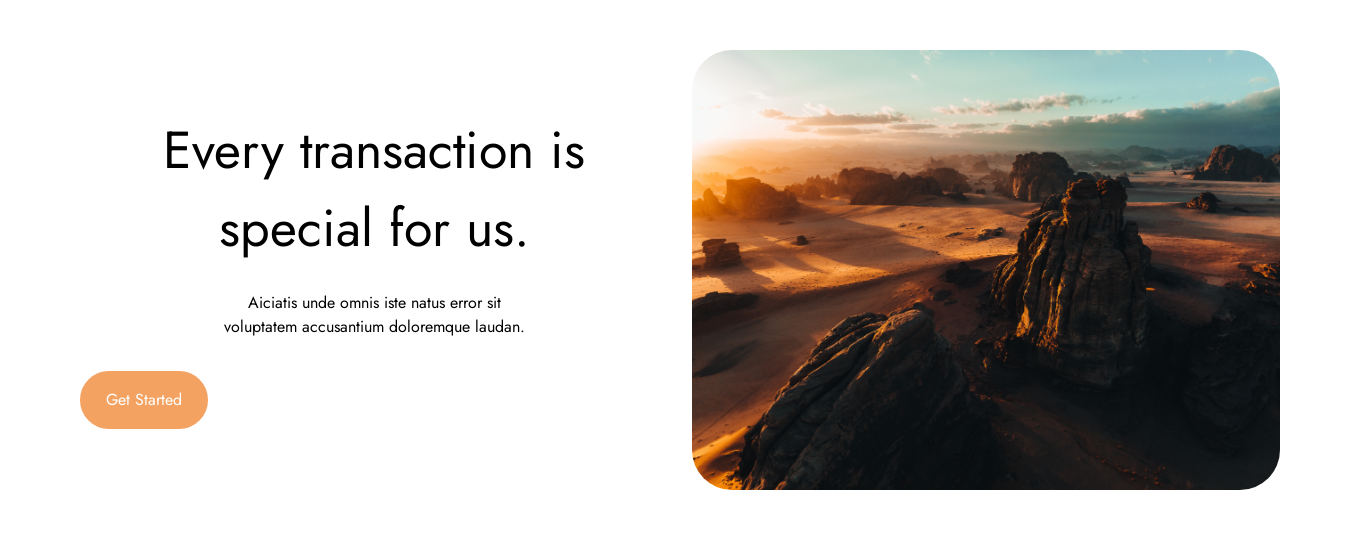 Every transaction is
special for us.
Aiciatis unde omnis iste natus error sit
voluptatem accusantium doloremque laudan.
Get Started